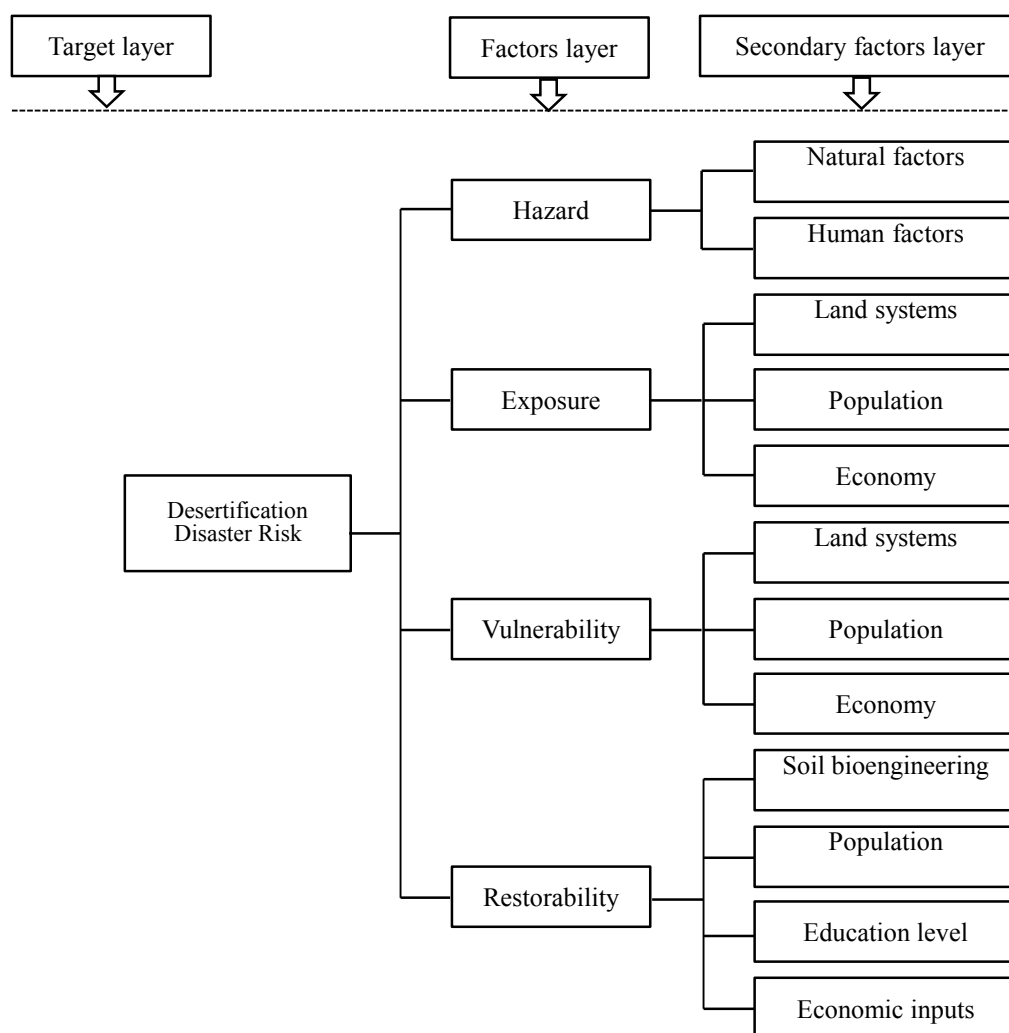 Target layer
Factors layer
Secondary factors layer
Natural factors
Hazard
Human factors
Land systems
Exposure
Population
Economy
Desertification
Disaster Risk
Land systems
Vulnerability
Population
Economy
Soil bioengineering
Population
Restorability
Education level
Economic inputs